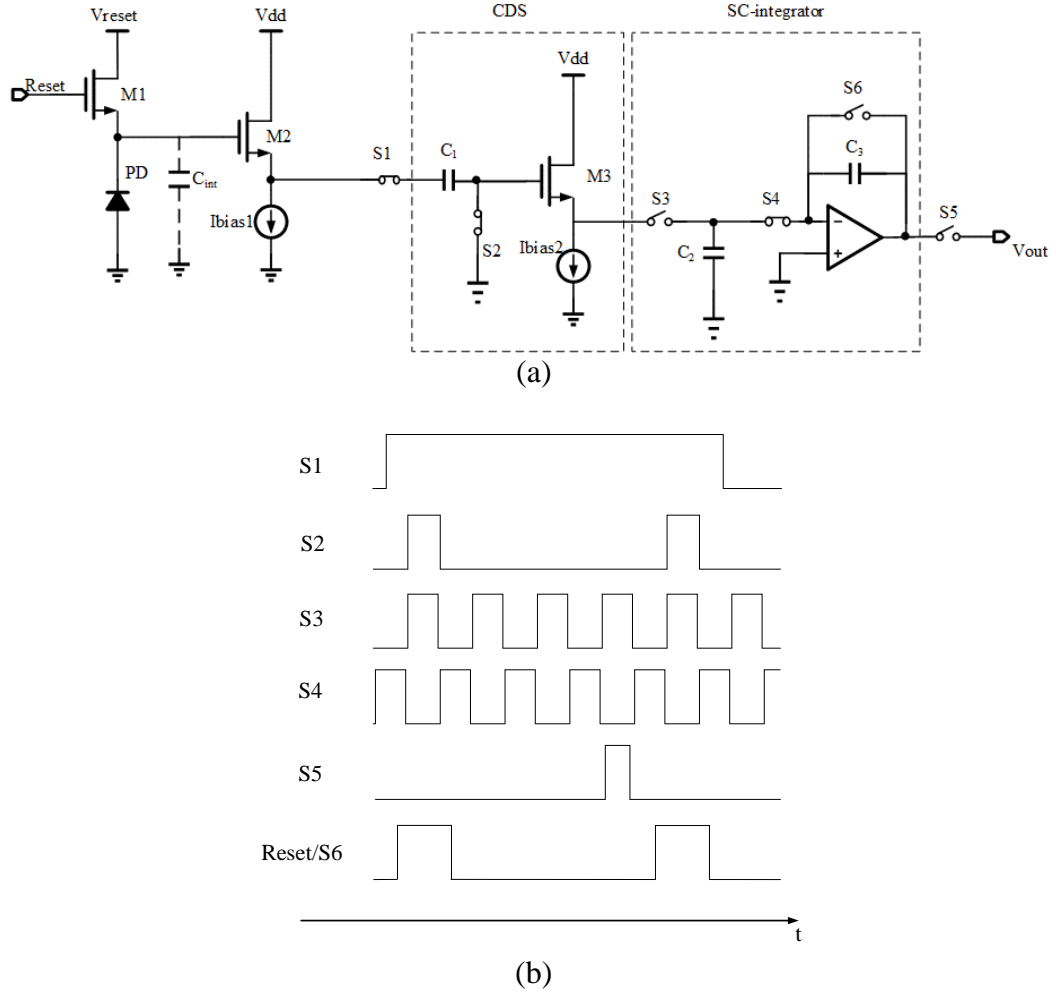 CDS
SC-integrator
Vreset
Vdd
Vdd
Reset
M1
M2
M3
S1
S2
S3
S4
S5
S6
PD
Cint
C1
C2
C3
Ibias1
Ibias2
Vout
(a)
S1
S2
S3
S4
S5
Reset/S6
t
(b)